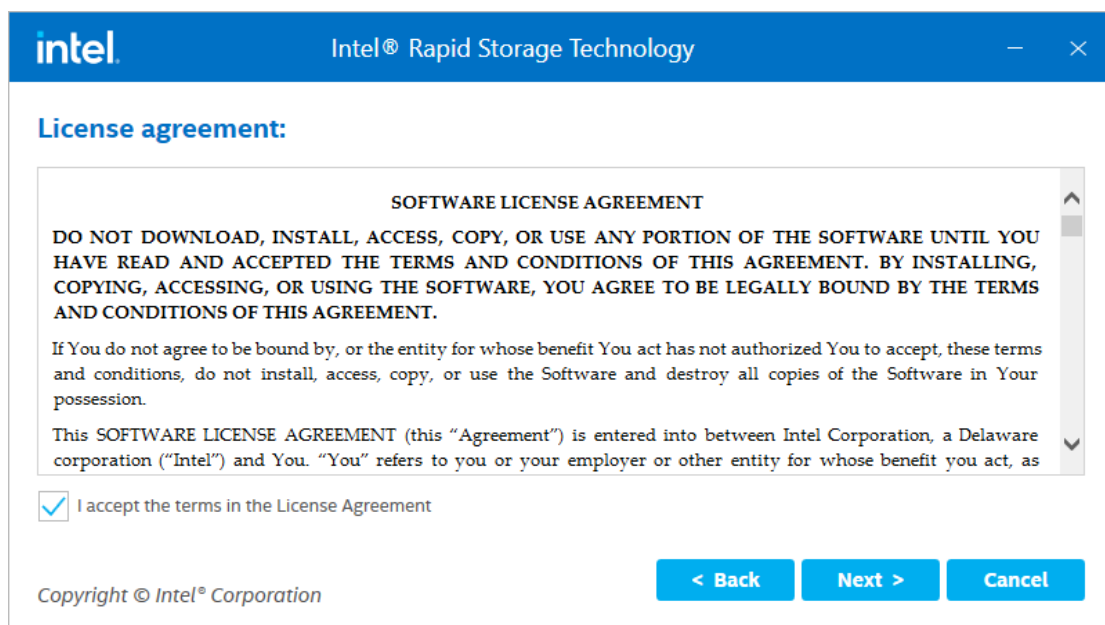 intel.
Intel® Rapid Storage Technology
License agreement:
SOFTWARE LICENSE AGREEMENT
DO NOT DOWNLOAD, INSTALL, ACCESS, COPY, OR USE ANY PORTION OF THE SOFTWARE UNTIL YOU
HAVE READ AND ACCEPTED THE TERMS AND CONDITIONS OF THIS AGREEMENT. BY INSTALLING,
COPYING, ACCESSING, OR USING THE SOFTWARE, YOU AGREE TO BE LEGALLY BOUND BY THE TERMS
AND CONDITIONS OF THIS AGREEMENT.
If You do not agree to be bound by, or the entity for whose benefit You act has not authorized You to accept, these terms
and conditions, do not install, access, copy, or use the Software and destroy all copies of the Software in Your
possession.
This SOFTWARE LICENSE AGREEMENT (this “Agreement”) is entered into between Intel Corporation, a Delaware
corporation (“Intel”) and You. “You” refers to you or your employer or other entity for whose benefit you act, as
I accept the terms in the License Agreement
< Back
Next >
Cancel
Copyright © Intel® Corporation